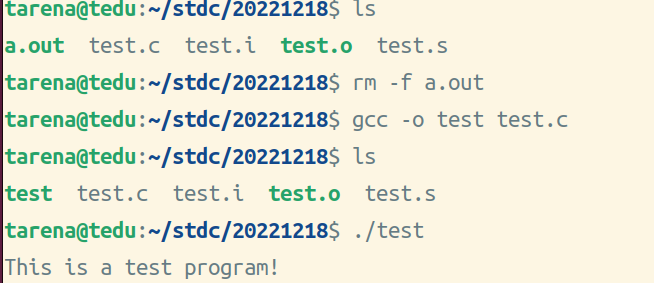 tarena@tedu:~/stdc/20221218$ ls
a.out  test.c  test.i  test.o  test.s
tarena@tedu:~/stdc/20221218$ rm -f a.out
tarena@tedu:~/stdc/20221218$ gcc -o test test.c
tarena@tedu:~/stdc/20221218$ ls
test  test.c  test.i  test.o  test.s
tarena@tedu:~/stdc/20221218$ ./test
This is a test program!